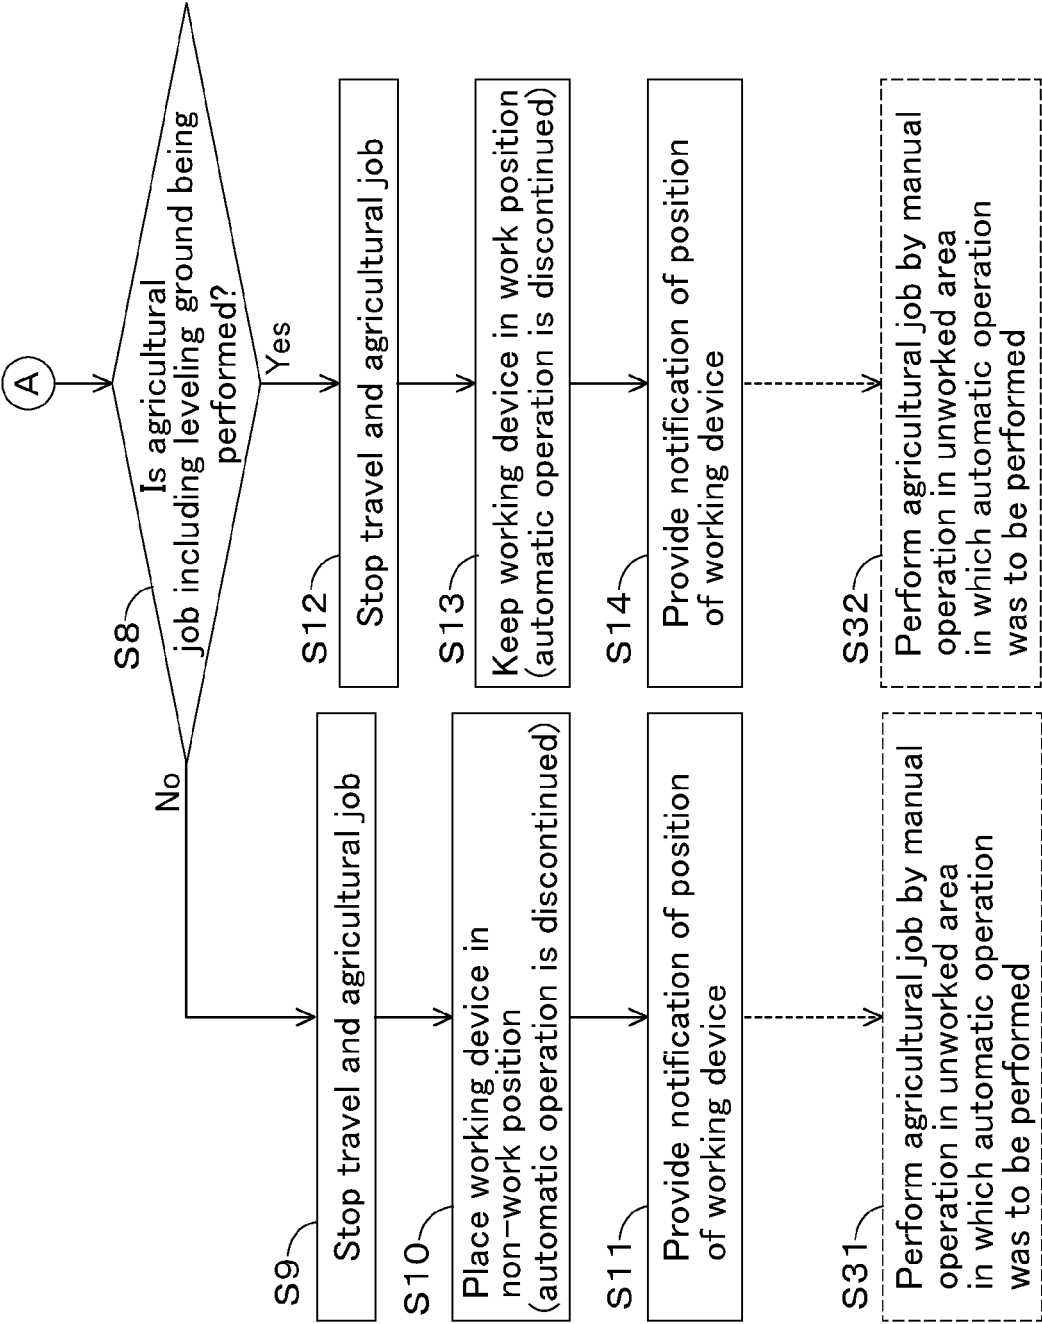 A
S8
Is agricultural
job including leveling ground being
performed?
No
Yes
S9
Stop travel and agricultural job
S10
Place working device in
non-work position
(automatic operation is discontinued)
S11
Provide notification of position
of working device
S31
Perform agricultural job by manual
operation in unworked area
in which automatic operation
was to be performed
S12
Stop travel and agricultural job
S13
Keep working device in work position
(automatic operation is discontinued)
S14
Provide notification of position
of working device
S32
Perform agricultural job by manual
operation in unworked area
in which automatic operation
was to be performed